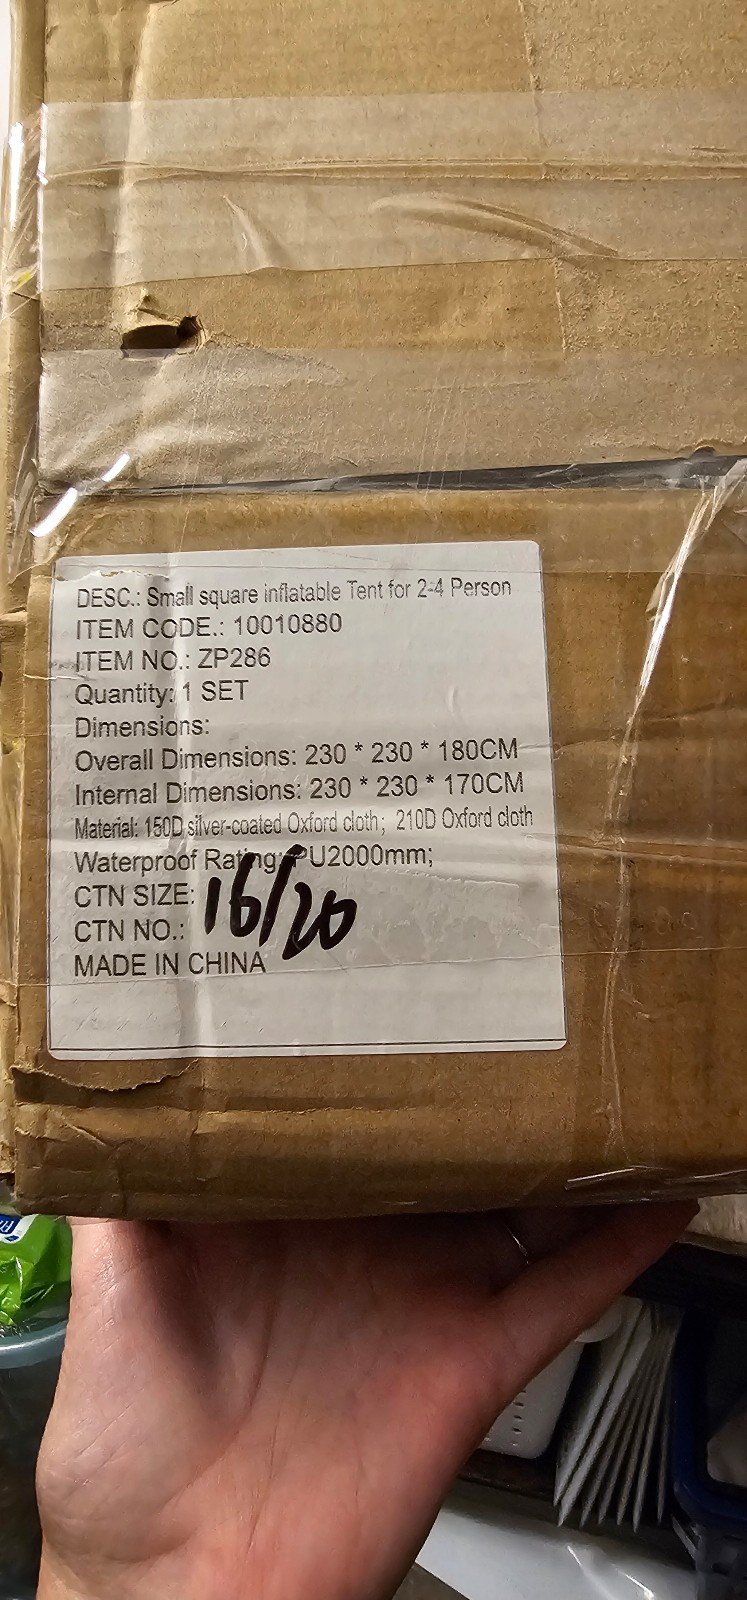 DESC.: Small square inflatable Tent for 2-4 Person
ITEM CODE.: 10010880
ITEM NO.: ZP286
Quantity: 1 SET
Dimensions:
Overall Dimensions: 230 * 230 * 180CM
Internal Dimensions: 230 * 230 * 170CM
Material: 150D silver-coated Oxford cloth; 210D Oxford cloth
Waterproof Rating: PU2000mm;
CTN SIZE:
CTN NO.: 16/20
MADE IN CHINA